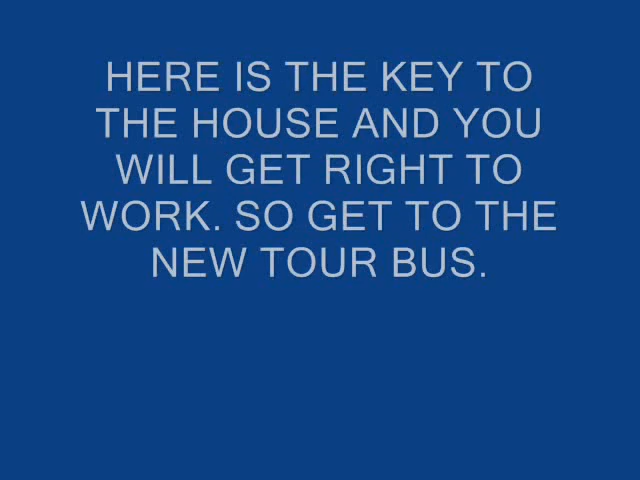 HERE IS THE KEY TO
THE HOUSE AND YOU
WILL GET RIGHT TO
WORK. SO GET TO THE
NEW TOUR BUS.